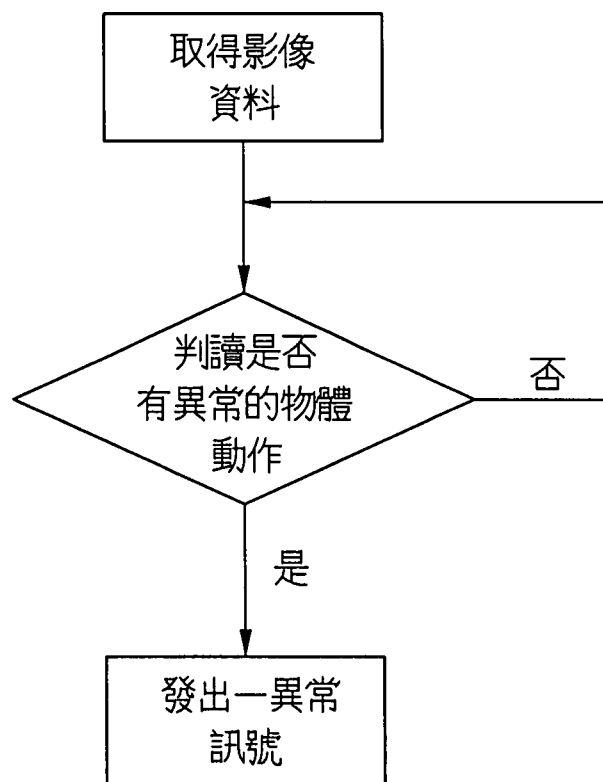 取得影像
資料
判讀是否
有異常的物體
動作
否
是
發出一異常
訊號